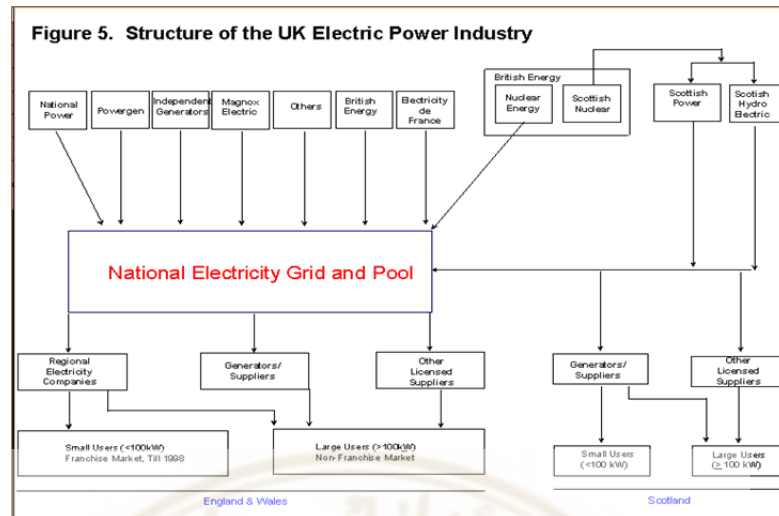 Figure 5. Structure of the UK Electric Power Industry
British Energy
National
Power
Powergen
Independent
Generators
Magnox
Electric
Others
British
Energy
Electricity
de
France
Nuclear
Energy
Scottish
Nuclear
Scottish
Power
Scotish
Hydro
Electric
National Electricity Grid and Pool
Regional
Electricity
Companies
Generators/
Suppliers
Other
Licensed
Suppliers
Generators/
Suppliers
Other
Licensed
Suppliers
Small Users (<100kW)
Franchise Market, Till 1998
Large Users (>100kW)
Non-Franchise Market
Small Users
(<100 kW)
Large Users
(≥ 100 kW)
England & Wales
Scotland